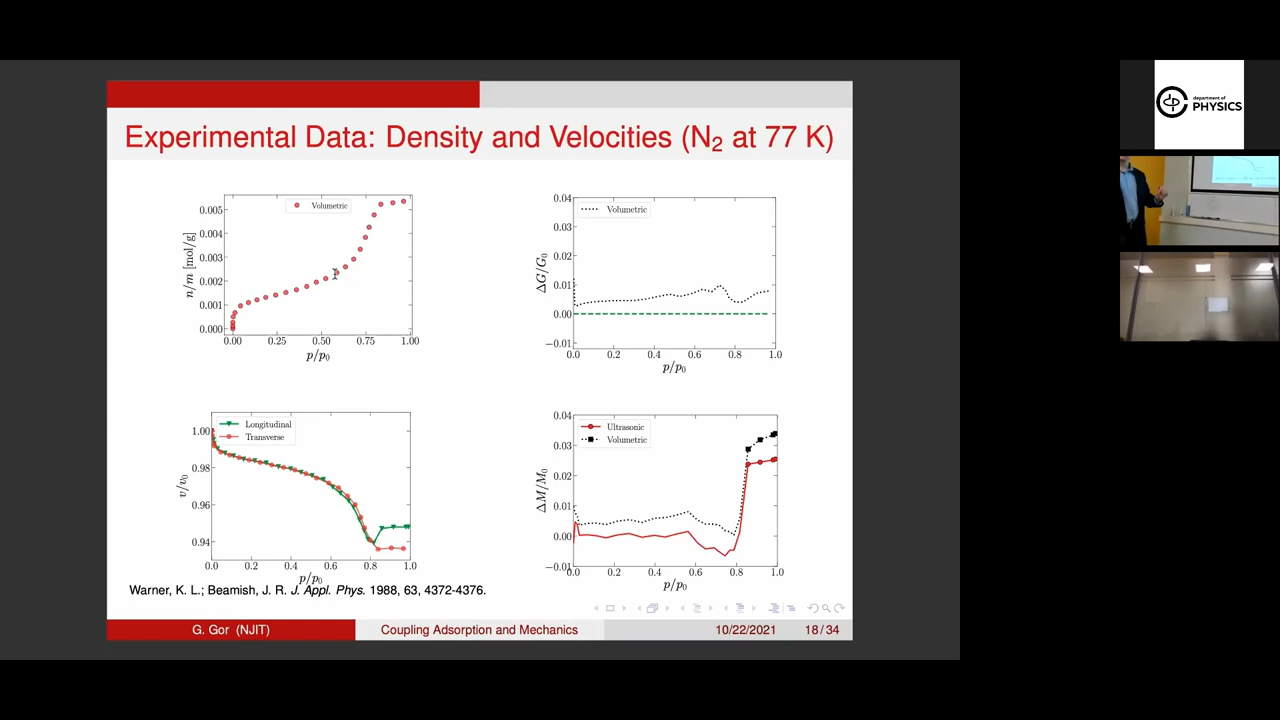 Experimental Data: Density and Velocities (N₂ at 77 K)
Volumetric
n/m [mol/g]
0.005
0.004
0.003
0.002
0.001
0.000
0.00 0.25 0.50 0.75 1.00
p/p₀
Volumetric
ΔG/G₀
0.04
0.03
0.02
0.01
0.00
−0.01
0.0 0.2 0.4 0.6 0.8 1.0
p/p₀
Longitudinal
Transverse
v/v₀
1.00
0.98
0.96
0.94
0.0 0.2 0.4 0.6 0.8 1.0
p/p₀
Ultrasonic
Volumetric
ΔM/M₀
0.04
0.03
0.02
0.01
0.00
−0.01
0.0 0.2 0.4 0.6 0.8 1.0
p/p₀
Warner, K. L.; Beamish, J. R. J. Appl. Phys. 1988, 63, 4372-4376.
G. Gor (NJIT) Coupling Adsorption and Mechanics 10/22/2021 18/34
department of
PHYSICS